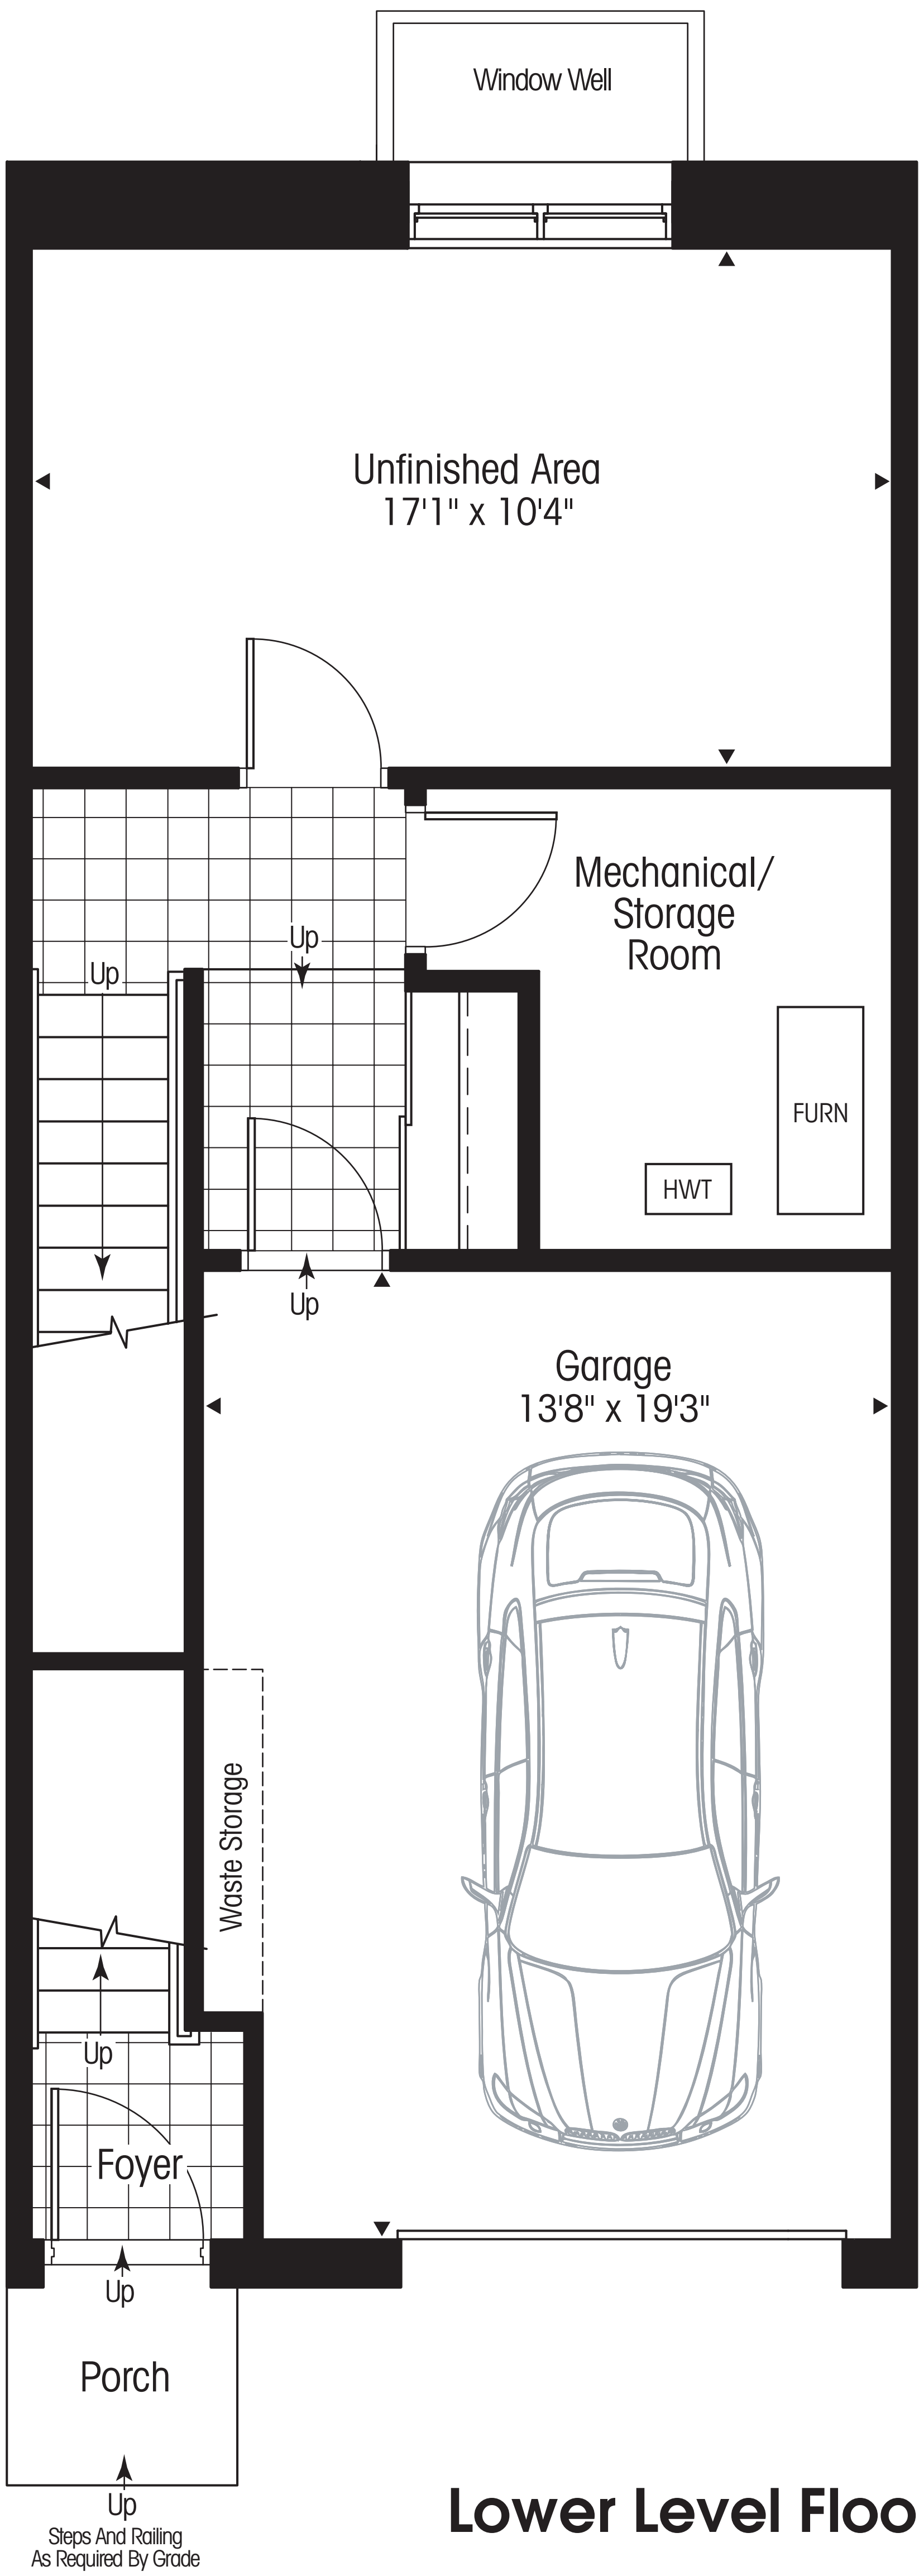 Window Well
Unfinished Area
17'1" x 10'4"
Mechanical/
Storage
Room
Up
Up
FURN
HWT
Up
Garage
13'8" x 19'3"
Waste Storage
Up
Foyer
Up
Porch
Up
Steps And Railing
As Required By Grade
Lower Level Floo